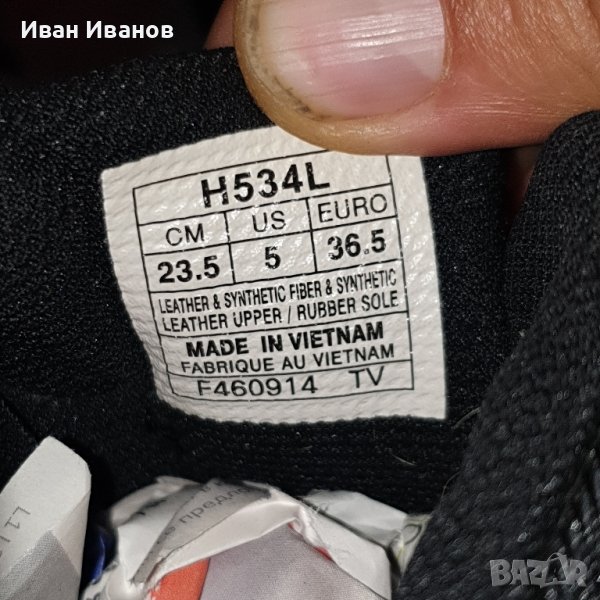 Иван Иванов
H534L
CM US EURO
23.5 5 36.5
LEATHER & SYNTHETIC FIBER & SYNTHETIC
LEATHER UPPER / RUBBER SOLE
MADE IN VIETNAM
FABRIQUE AU VIETNAM
F460914 TV
BAZAR